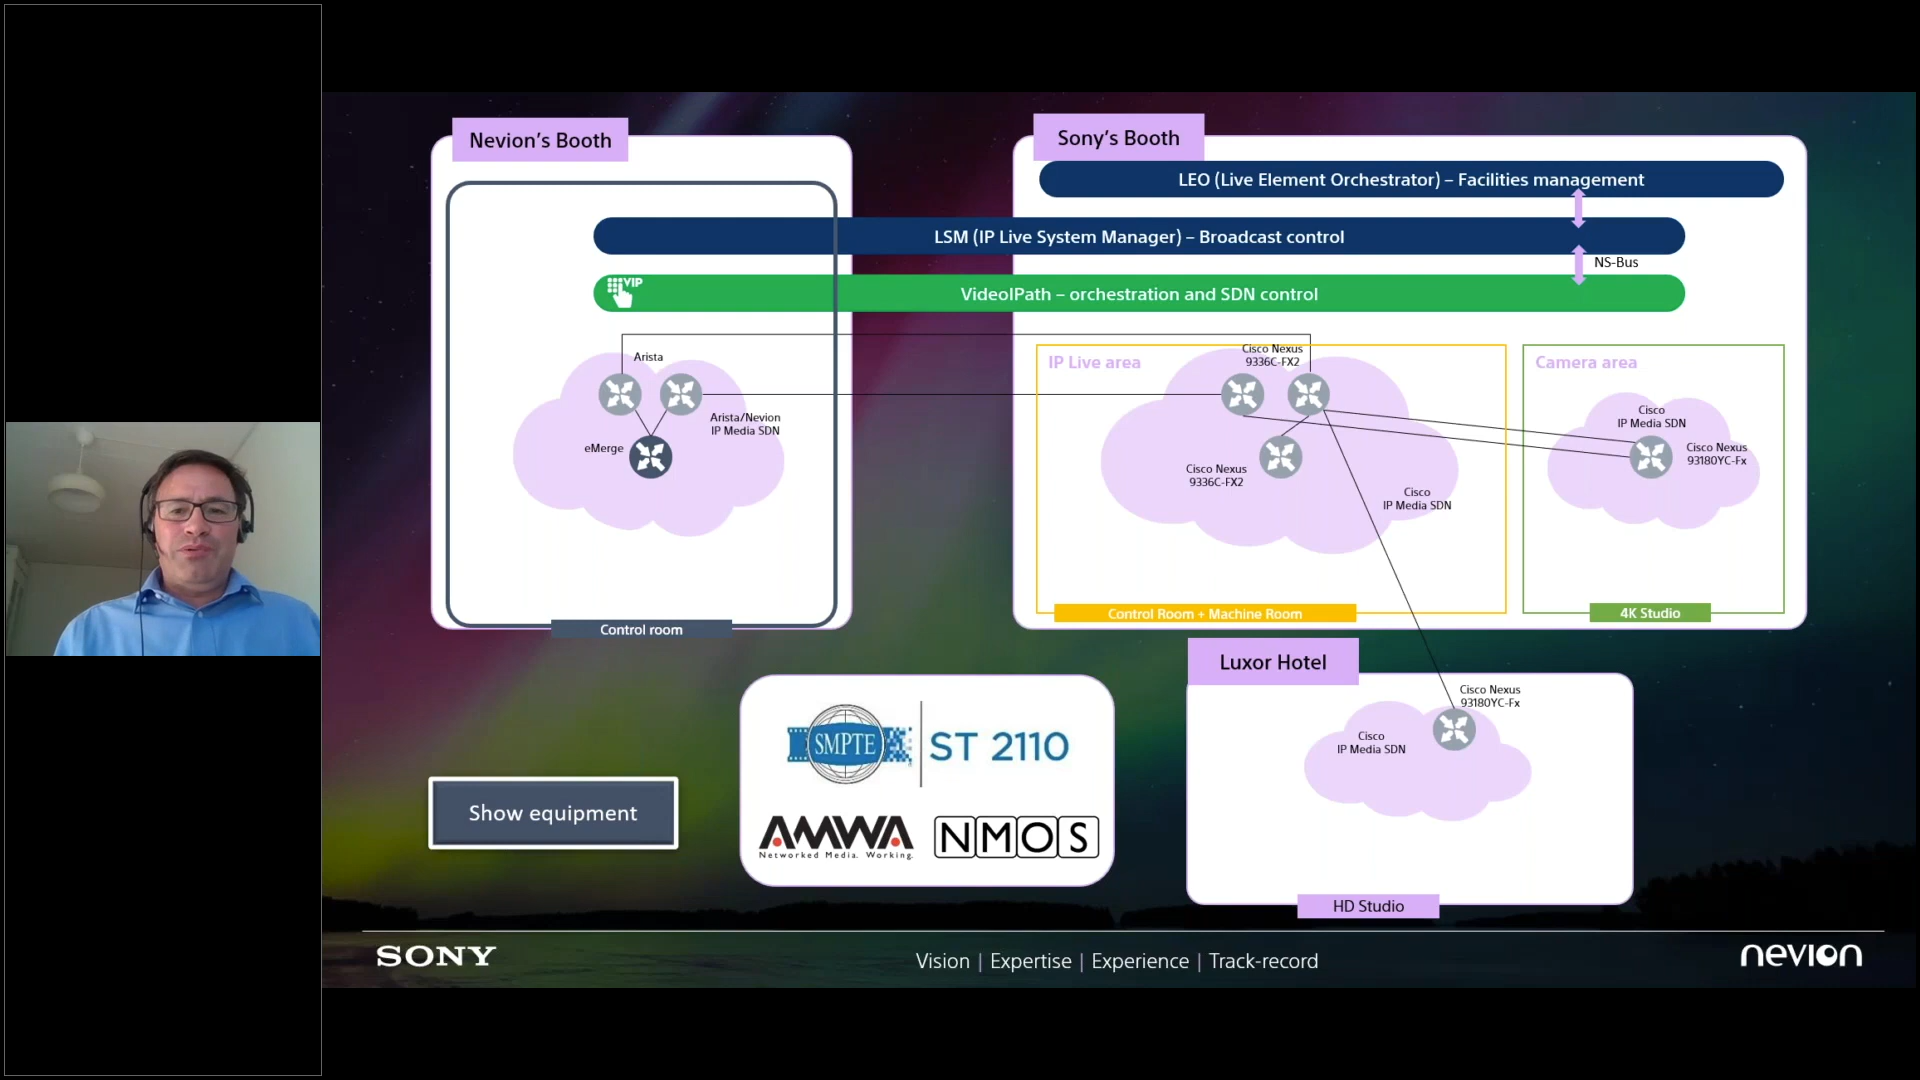 Nevion's Booth
Sony's Booth
LEO (Live Element Orchestrator) – Facilities management
LSM (IP Live System Manager) – Broadcast control
NS-Bus
VIP
VideoIPath – orchestration and SDN control
Arista
Arista/Nevion
IP Media SDN
eMerge
Control room
IP Live area
Cisco Nexus
9336C-FX2
Cisco Nexus
9336C-FX2
Cisco
IP Media SDN
Control Room + Machine Room
Camera area
Cisco
IP Media SDN
Cisco Nexus
93180YC-Fx
4K Studio
Luxor Hotel
Cisco Nexus
93180YC-Fx
Cisco
IP Media SDN
HD Studio
SMPTE
ST 2110
AMWA
Networked Media. Working.
NMOS
Show equipment
SONY
Vision | Expertise | Experience | Track-record
nevion